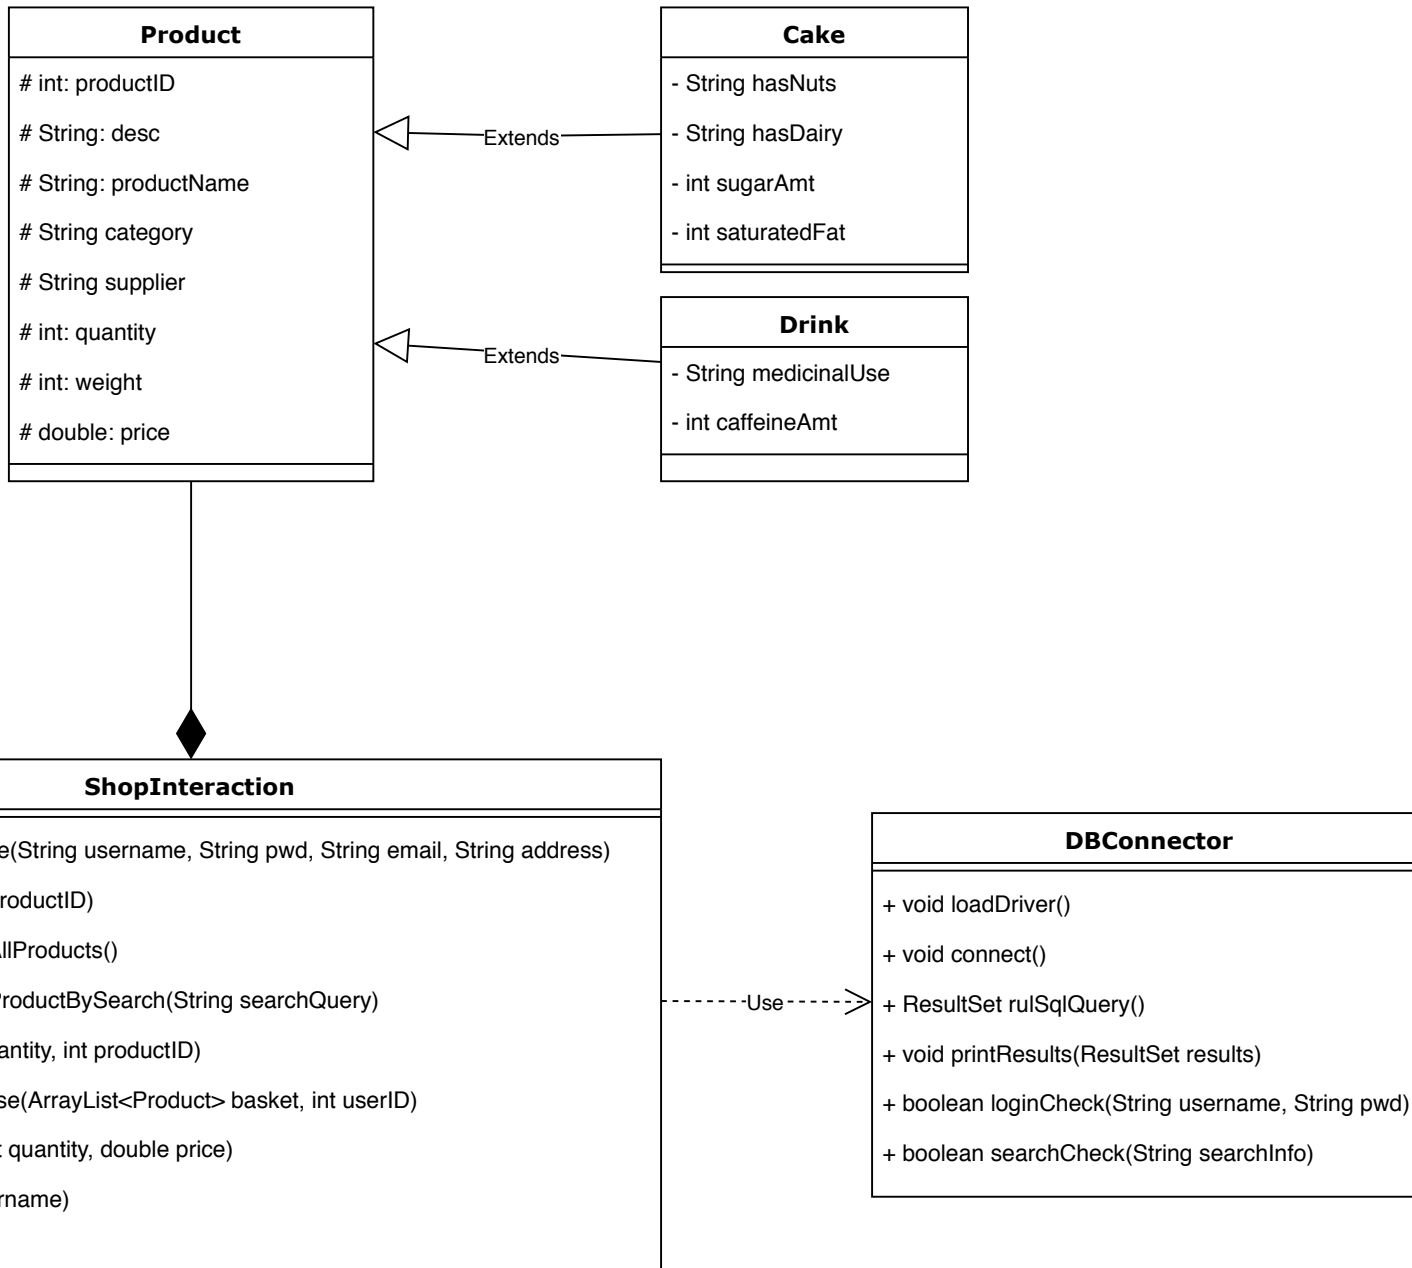 Product
# int: productID
# String: desc
# String: productName
# String category
# String supplier
# int: quantity
# int: weight
# double: price
Extends
Cake
- String hasNuts
- String hasDairy
- int sugarAmt
- int saturatedFat
Extends
Drink
- String medicinalUse
- int caffeineAmt
ShopInteraction
e(String username, String pwd, String email, String address)
roductID)
llProducts()
roductBySearch(String searchQuery)
antity, int productID)
se(ArrayList<Product> basket, int userID)
quantity, double price)
rname)
Use
DBConnector
+ void loadDriver()
+ void connect()
+ ResultSet rulSqlQuery()
+ void printResults(ResultSet results)
+ boolean loginCheck(String username, String pwd)
+ boolean searchCheck(String searchInfo)